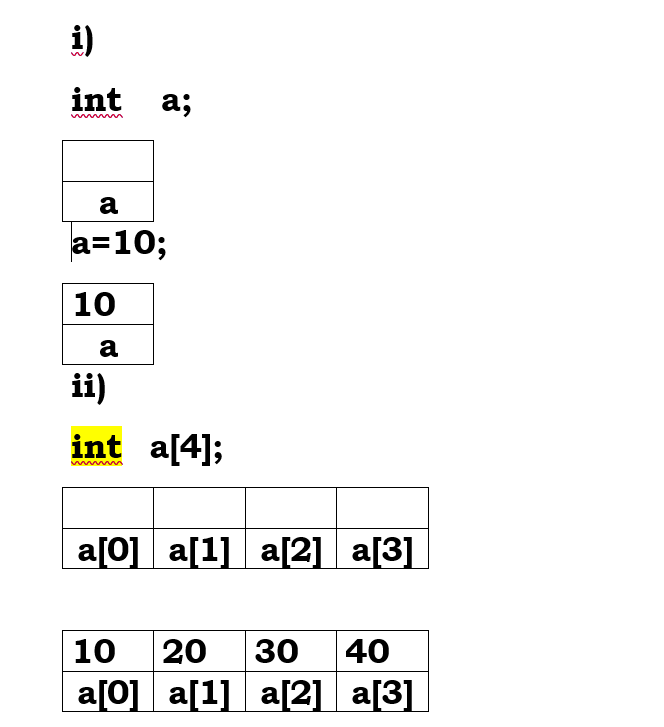 i)
int a;
a
a=10;
10
a
ii)
int a[4];
a[0] a[1] a[2] a[3]
10 20 30 40
a[0] a[1] a[2] a[3]